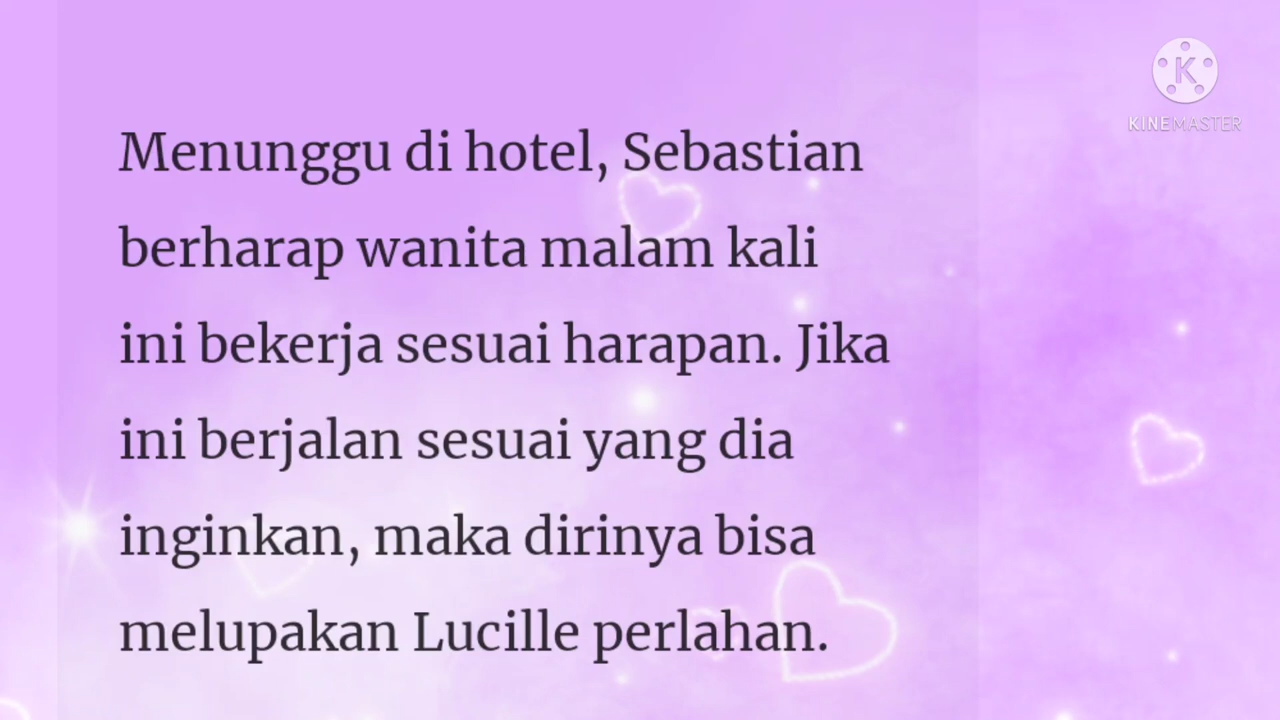 KINEMASTER
Menunggu di hotel, Sebastian
berharap wanita malam kali
ini bekerja sesuai harapan. Jika
ini berjalan sesuai yang dia
inginkan, maka dirinya bisa
melupakan Lucille perlahan.